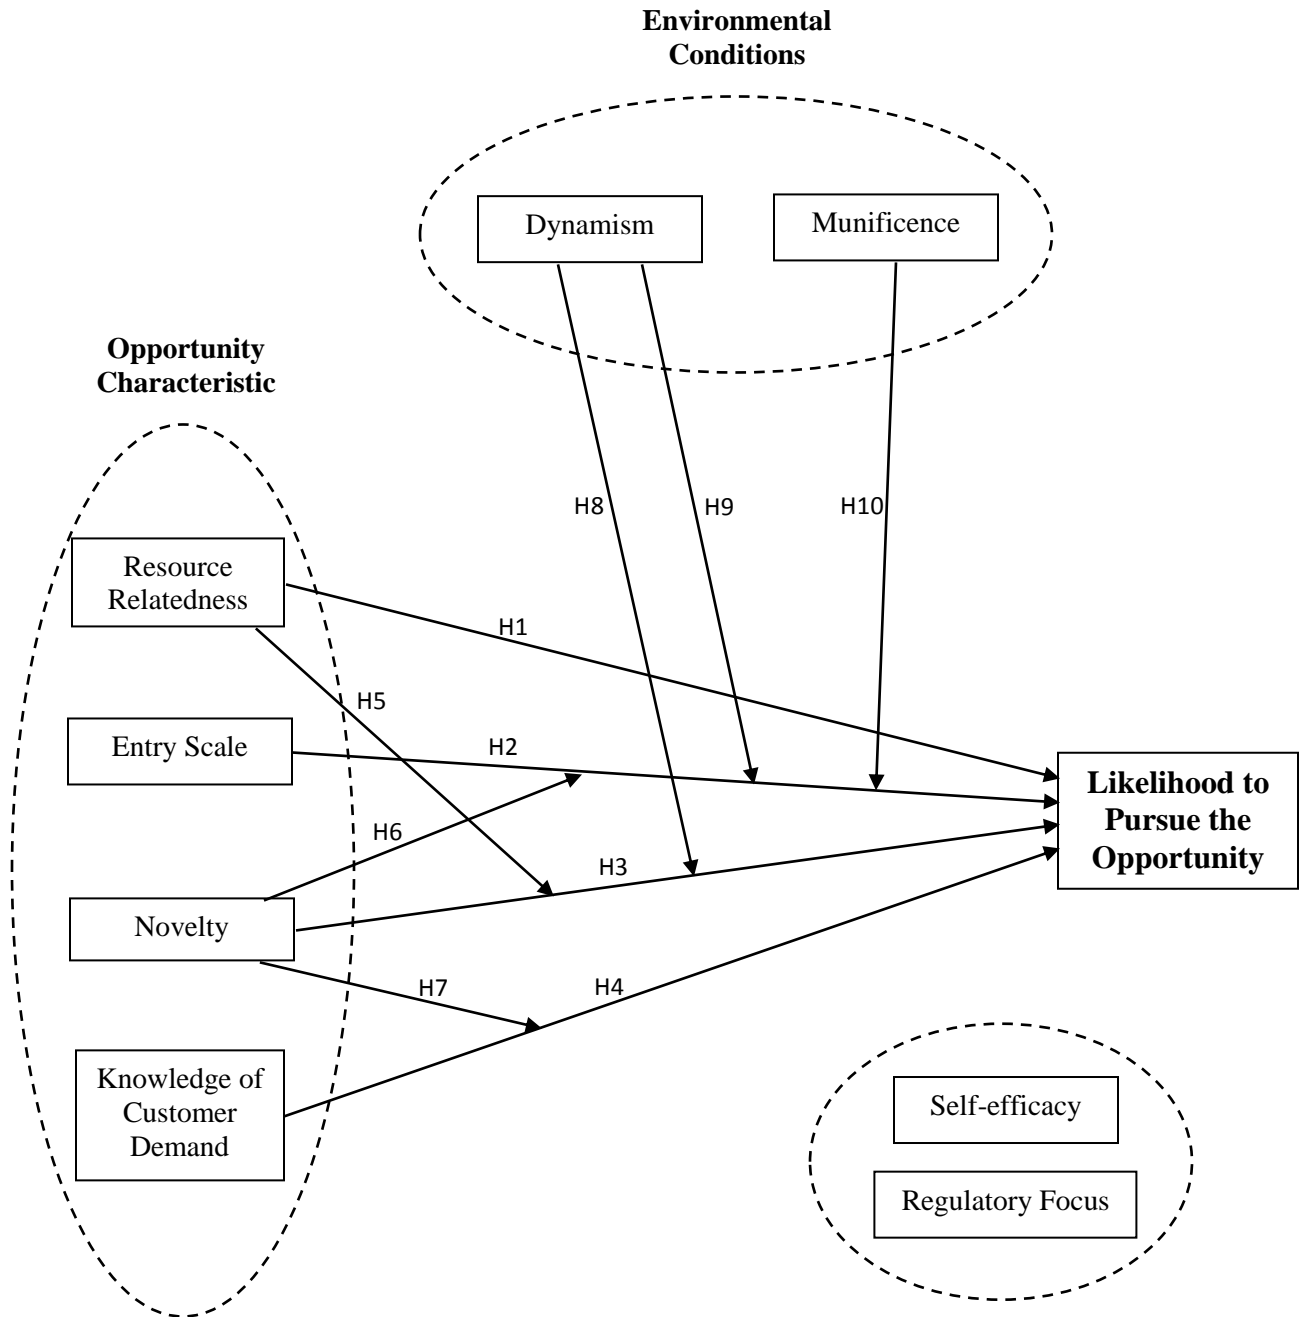 Environmental
Conditions
Dynamism
Munificence
Opportunity
Characteristic
H8
H9
H10
Resource
Relatedness
H1
H5
Entry Scale
H2
Likelihood to
Pursue the
Opportunity
H6
H3
Novelty
H7
H4
Knowledge of
Customer
Demand
Self-efficacy
Regulatory Focus